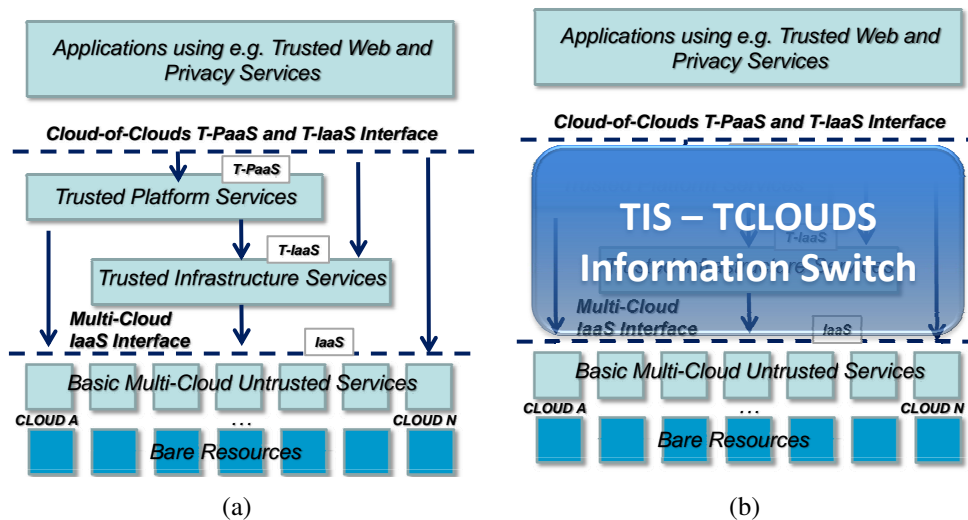 Applications using e.g. Trusted Web and
Privacy Services
Cloud-of-Clouds T-PaaS and T-IaaS Interface
T-PaaS
Trusted Platform Services
T-IaaS
Trusted Infrastructure Services
Multi-Cloud
IaaS Interface
IaaS
Basic Multi-Cloud Untrusted Services
CLOUD A
...
CLOUD N
Bare Resources
(a)
Applications using e.g. Trusted Web and
Privacy Services
Cloud-of-Clouds T-PaaS and T-IaaS Interface
TIS – TCLOUDS
T-IaaS
Information Switch
Trusted Infrastructure Services
Multi-Cloud
IaaS Interface
IaaS
Basic Multi-Cloud Untrusted Services
CLOUD A
...
CLOUD N
Bare Resources
(b)